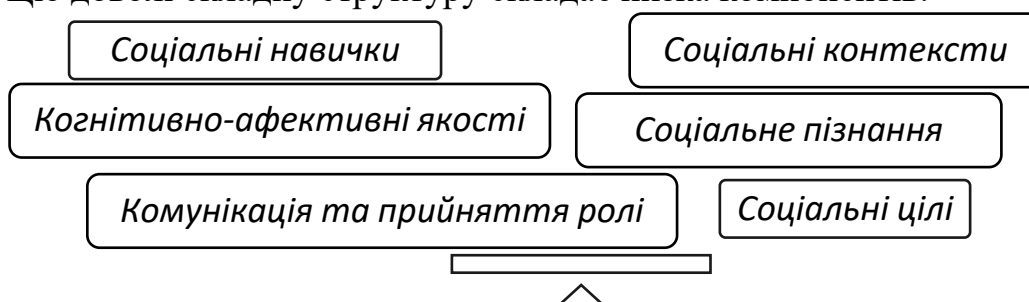 Соціальні навички
Соціальні контексти
Когнітивно-афективні якості
Соціальне пізнання
Комунікація та прийняття ролі
Соціальні цілі